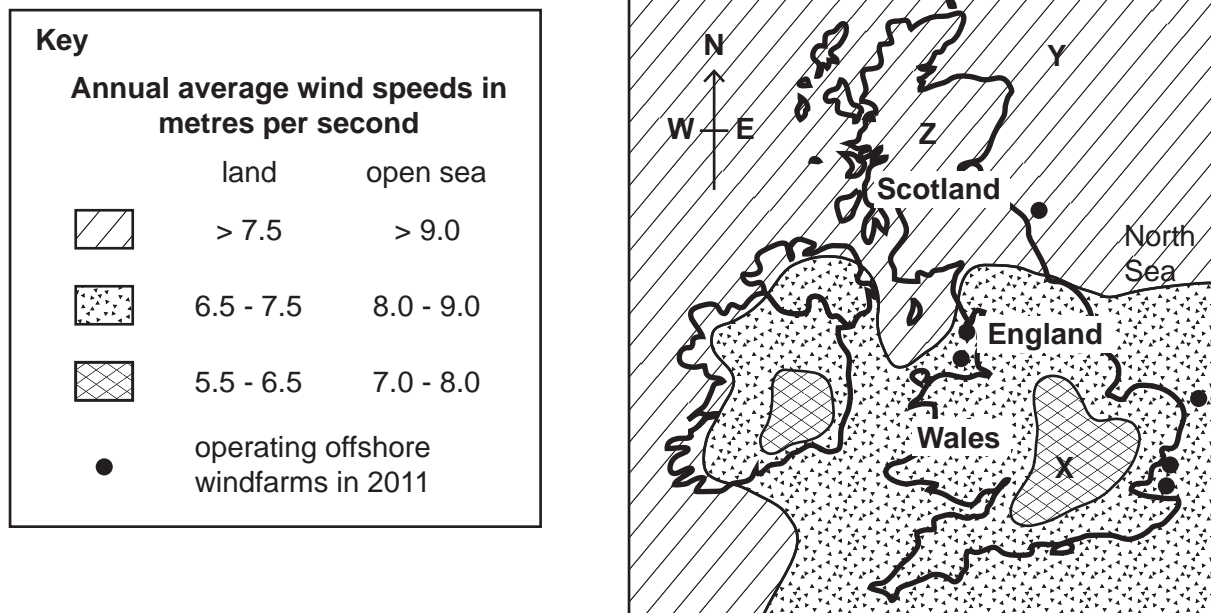 Key
Annual average wind speeds in
metres per second
land open sea
> 7.5 > 9.0
6.5 - 7.5 8.0 - 9.0
5.5 - 6.5 7.0 - 8.0
operating offshore
windfarms in 2011
N
Y
W E
Z
Scotland
North
Sea
England
Wales
X